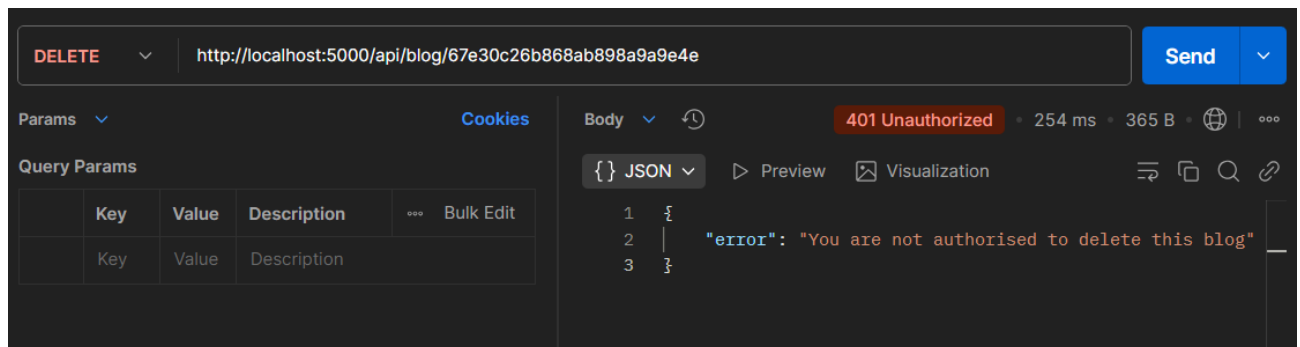 DELETE http://localhost:5000/api/blog/67e30c26b868ab898a9a9e4e Send
Params Cookies Body 401 Unauthorized • 254 ms • 365 B •
Query Params {} JSON Preview Visualization
Key Value Description Bulk Edit
Key Value Description
1 {
2 "error": "You are not authorised to delete this blog"
3 }